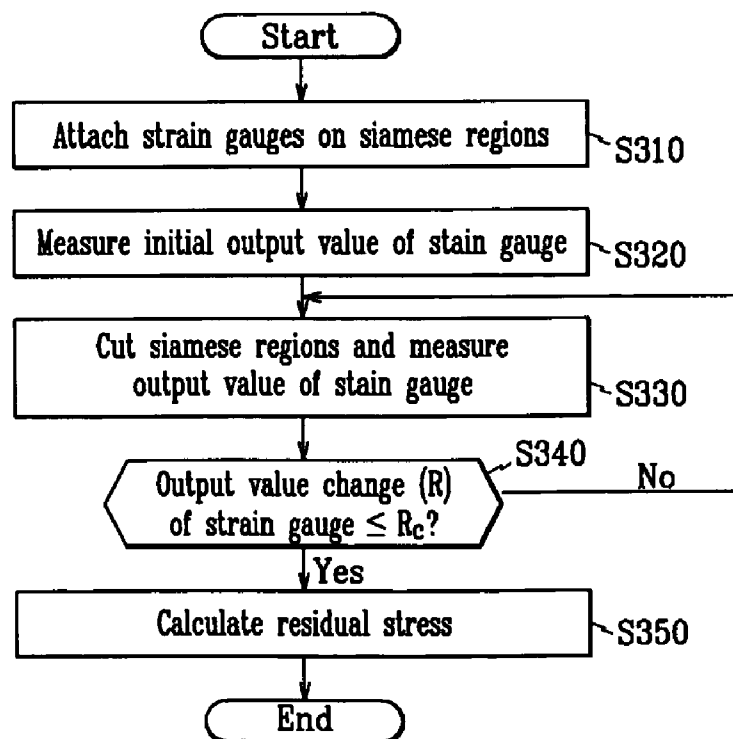 Start
Attach strain gauges on siamese regions
S310
Measure initial output value of stain gauge
S320
Cut siamese regions and measure
output value of stain gauge
S330
S340
Output value change (R)
of strain gauge ≤ Rc?
No
Yes
Calculate residual stress
S350
End